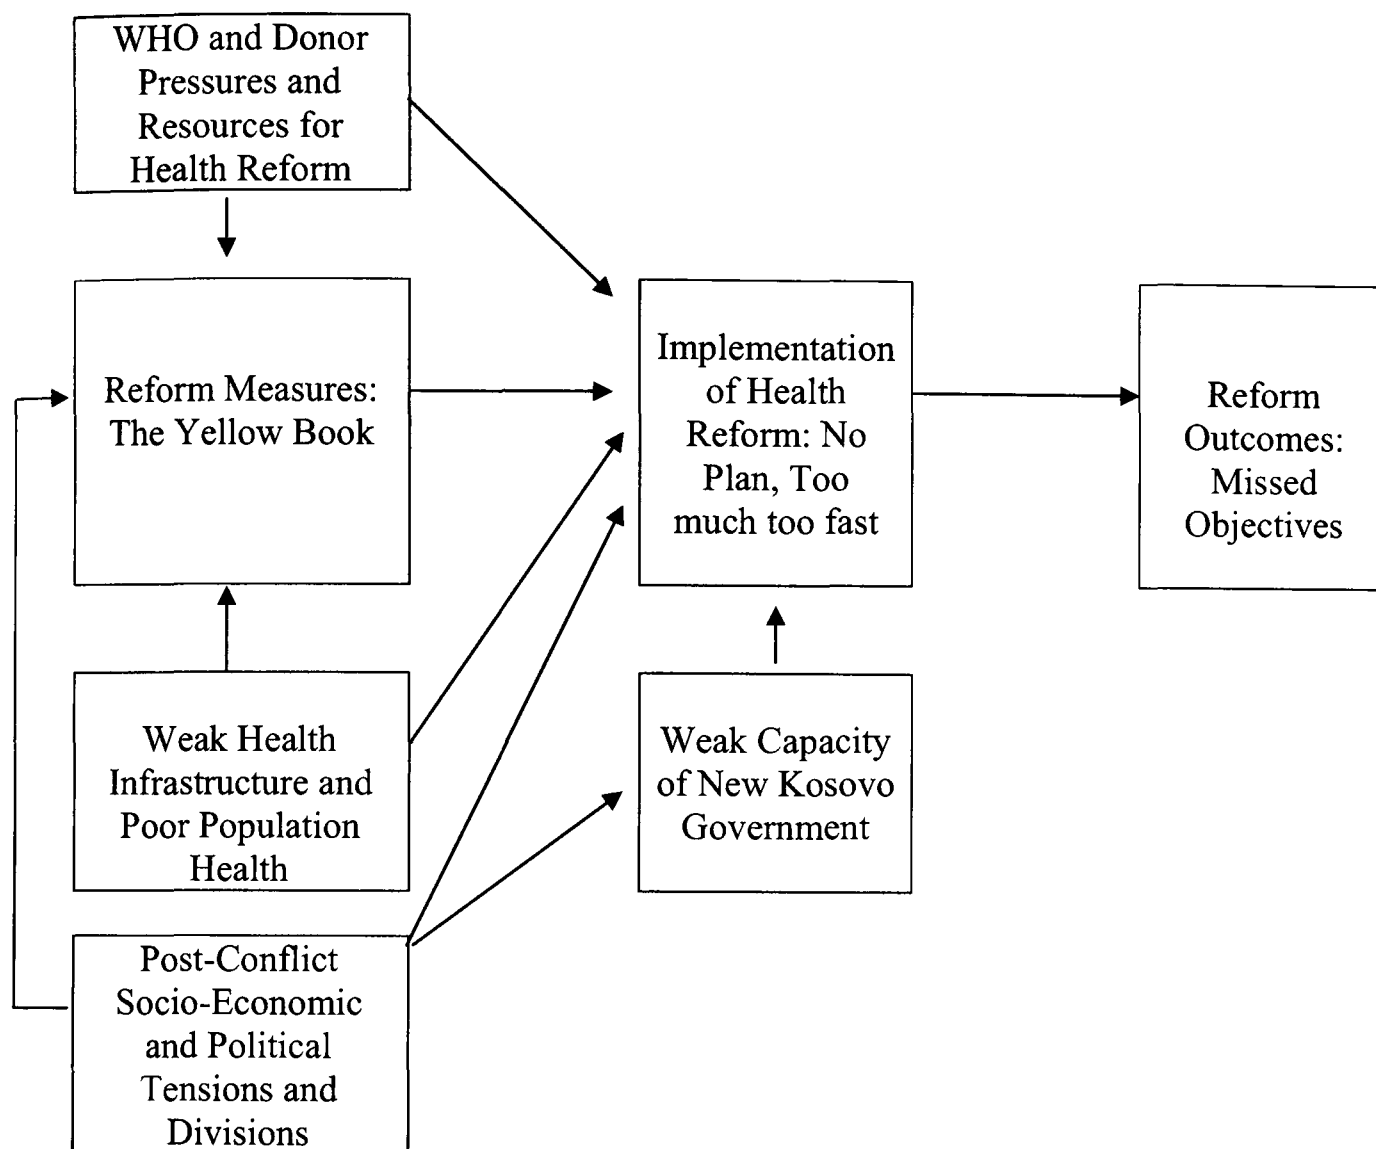 WHO and Donor
Pressures and
Resources for
Health Reform
Reform Measures:
The Yellow Book
Implementation
of Health
Reform: No
Plan, Too
much too fast
Reform
Outcomes:
Missed
Objectives
Weak Health
Infrastructure and
Poor Population
Health
Weak Capacity
of New Kosovo
Government
Post-Conflict
Socio-Economic
and Political
Tensions and
Divisions